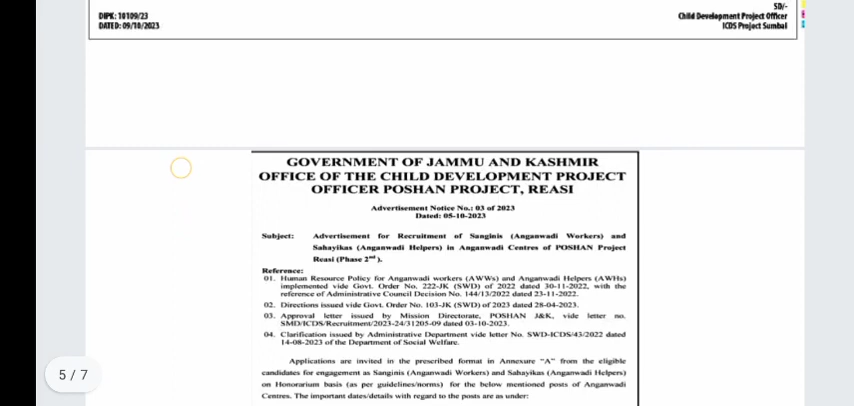 SD/-
DIPK: 10109/23
Child Development Project Officer
DATED: 09/10/2023
ICDS Project Sumbal
GOVERNMENT OF JAMMU AND KASHMIR
OFFICE OF THE CHILD DEVELOPMENT PROJECT
OFFICER POSHAN PROJECT, REASI
Advertisement Notice No.: 03 of 2023
Dated: 05-10-2023
Subject: Advertisement for Recruitment of Sanginis (Anganwadi Workers) and
Sahayikas (Anganwadi Helpers) in Anganwadi Centres of POSHAN Project
Reasi (Phase 2nd).
Reference:
01. Human Resource Policy for Anganwadi workers (AWWs) and Anganwadi Helpers (AWHs)
implemented vide Govt. Order No. 222-JK (SWD) of 2022 dated 30-11-2022, with the
reference of Administrative Council Decision No. 144/13/2022 dated 23-11-2022.
02. Directions issued vide Govt. Order No. 103-JK (SWD) of 2023 dated 28-04-2023.
03. Approval letter issued by Mission Directorate, POSHAN J&K, vide letter no.
SMD/ICDS/Recruitment/2023-24/31205-09 dated 03-10-2023.
04. Clarification issued by Administrative Department vide letter No. SWD-ICDS/43/2022 dated
14-08-2023 of the Department of Social Welfare.
Applications are invited in the prescribed format in Annexure "A" from the eligible
candidates for engagement as Sanginis (Anganwadi Workers) and Sahayikas (Anganwadi Helpers)
on Honorarium basis (as per guidelines/norms) for the below mentioned posts of Anganwadi
Centres. The important dates/details with regard to the posts are as under:
5 / 7